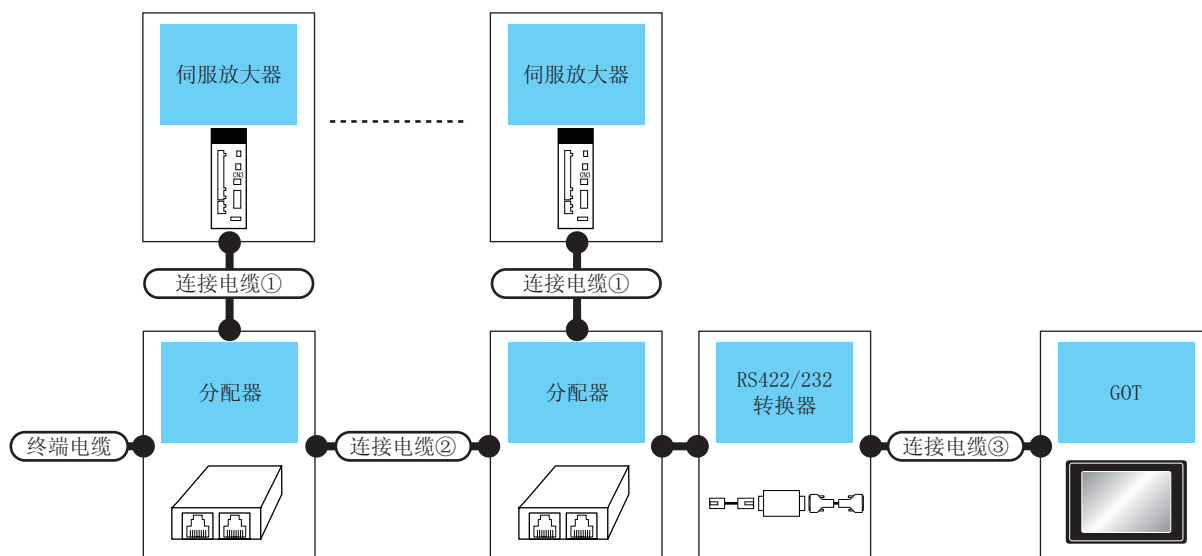 伺服放大器
伺服放大器
CN3
CN3
连接电缆①
连接电缆①
分配器
分配器
RS422/232
转换器
GOT
终端电缆
连接电缆②
连接电缆③